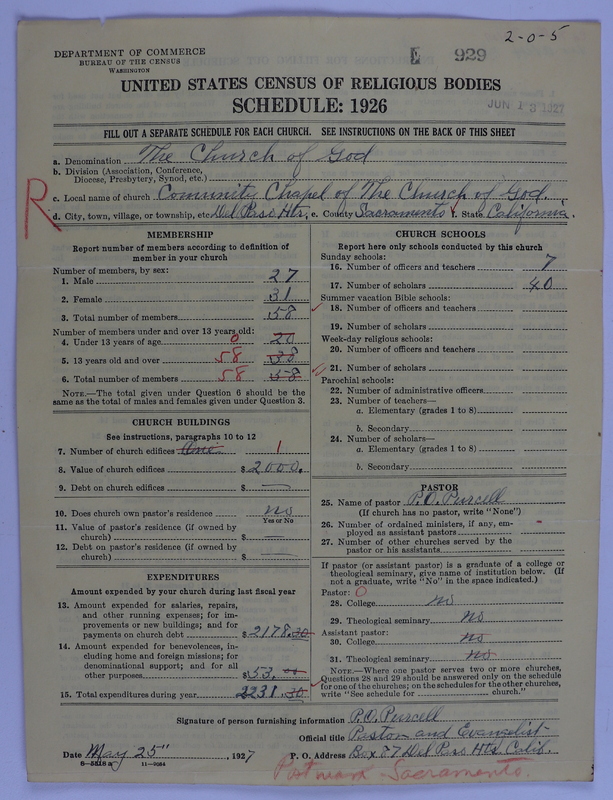 2-0-5
DEPARTMENT OF COMMERCE
BUREAU OF THE CENSUS
WASHINGTON
929
UNITED STATES CENSUS OF RELIGIOUS BODIES
SCHEDULE: 1926
JUN 13 1927
FILL OUT A SEPARATE SCHEDULE FOR EACH CHURCH. SEE INSTRUCTIONS ON THE BACK OF THIS SHEET
a. Denomination The Church of God
b. Division (Association, Conference,
Diocese, Presbytery, Synod, etc.)
R
c. Local name of church Comunity Chapel of The Church of God.
d. City, town, village, or township, etc. Del Paso Hts, e. County Sacramento f. State California.
MEMBERSHIP
Report number of members according to definition of
member in your church
Number of members, by sex:
1. Male 27
2. Female 31
3. Total number of members 58
Number of members under and over 13 years old:
4. Under 13 years of age 0 20
5. 13 years old and over 58 38
6. Total number of members 58 58
NOTE.—The total given under Question 6 should be
the same as the total of males and females given under Question 3.
CHURCH BUILDINGS
See instructions, paragraphs 10 to 12
7. Number of church edifices One. 1
8. Value of church edifices $ 2000.
9. Debt on church edifices $ —
10. Does church own pastor's residence no
Yes or No
11. Value of pastor's residence (if owned by
church) $ —
12. Debt on pastor's residence (if owned by
church) $ —
EXPENDITURES
Amount expended by your church during last fiscal year
13. Amount expended for salaries, repairs,
and other running expenses; for im-
provements or new buildings; and for
payments on church debt $ 2178.30
14. Amount expended for benevolences, in-
cluding home and foreign missions; for
denominational support; and for all
other purposes $ 53.00
15. Total expenditures during year 2231.30
CHURCH SCHOOLS
Report here only schools conducted by this church
Sunday schools:
16. Number of officers and teachers 7
17. Number of scholars 40
Summer vacation Bible schools:
18. Number of officers and teachers
19. Number of scholars
Week-day religious schools:
20. Number of officers and teachers
21. Number of scholars
Parochial schools:
22. Number of administrative officers
23. Number of teachers—
a. Elementary (grades 1 to 8)
b. Secondary
24. Number of scholars—
a. Elementary (grades 1 to 8)
b. Secondary
PASTOR
25. Name of pastor P.O. Purcell
(If church has no pastor, write "None")
26. Number of ordained ministers, if any, em-
ployed as assistant pastors
27. Number of other churches served by the
pastor or his assistants
If pastor (or assistant pastor) is a graduate of a college or
theological seminary, give name of institution below. (If
not a graduate, write "No" in the space indicated.)
Pastor: 0
28. College no
29. Theological seminary no
Assistant pastor:
30. College no
31. Theological seminary no
NOTE.—Where one pastor serves two or more churches,
Questions 28 and 29 should be answered only on the schedule
for one of the churches; on the schedules for the other churches,
write "See schedule for church."
Signature of person furnishing information P.O. Purcell
Official title Pastor and Evangelist
Date May 25", 1927 P. O. Address Box 87 Del Paso Hts. Calif.
Postmark - Sacramento.